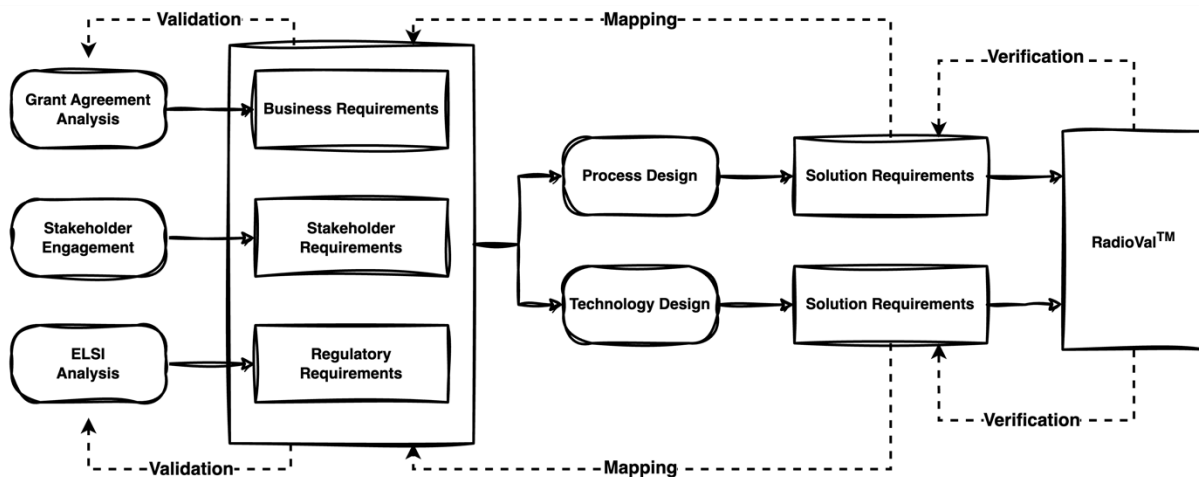 Validation
Mapping
Verification
Grant Agreement
Analysis
Business Requirements
Process Design
Solution Requirements
Stakeholder
Engagement
Stakeholder
Requirements
RadioVal™
Technology Design
Solution Requirements
ELSI
Analysis
Regulatory
Requirements
Verification
Validation
Mapping